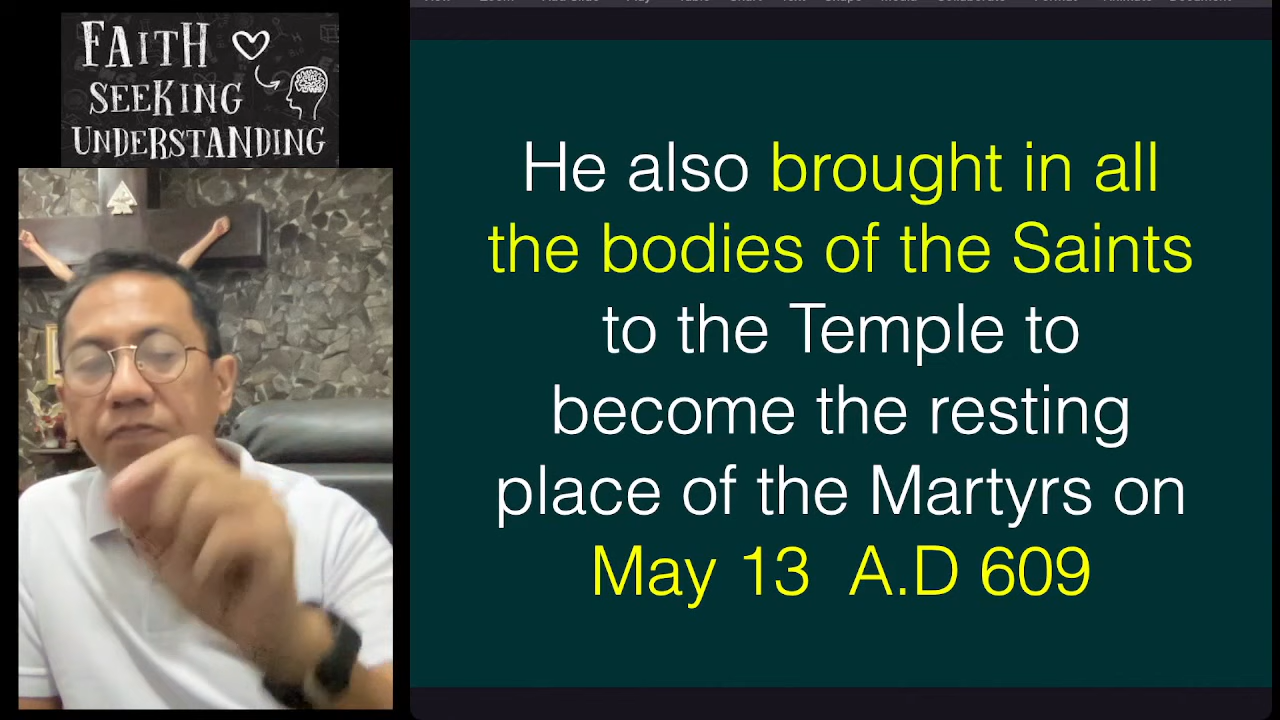 FAITH
SEEKING
UNDERSTANDING
He also brought in all
the bodies of the Saints
to the Temple to
become the resting
place of the Martyrs on
May 13 A.D 609